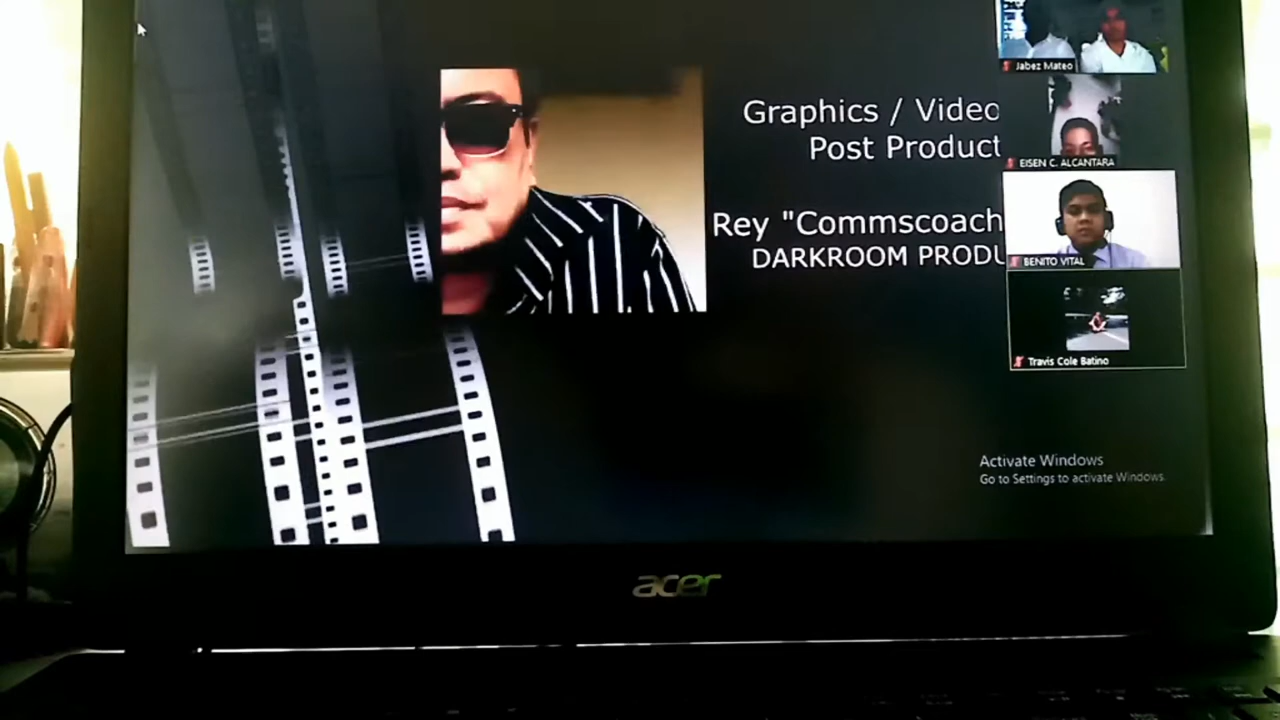 Graphics / Video
Post Product
Rey "Commscoach
DARKROOM PRODU
Jabez Mateo
EISEN C. ALCANTARA
BENITO VITAL
Travis Cole Batino
Activate Windows
Go to Settings to activate Windows.
acer